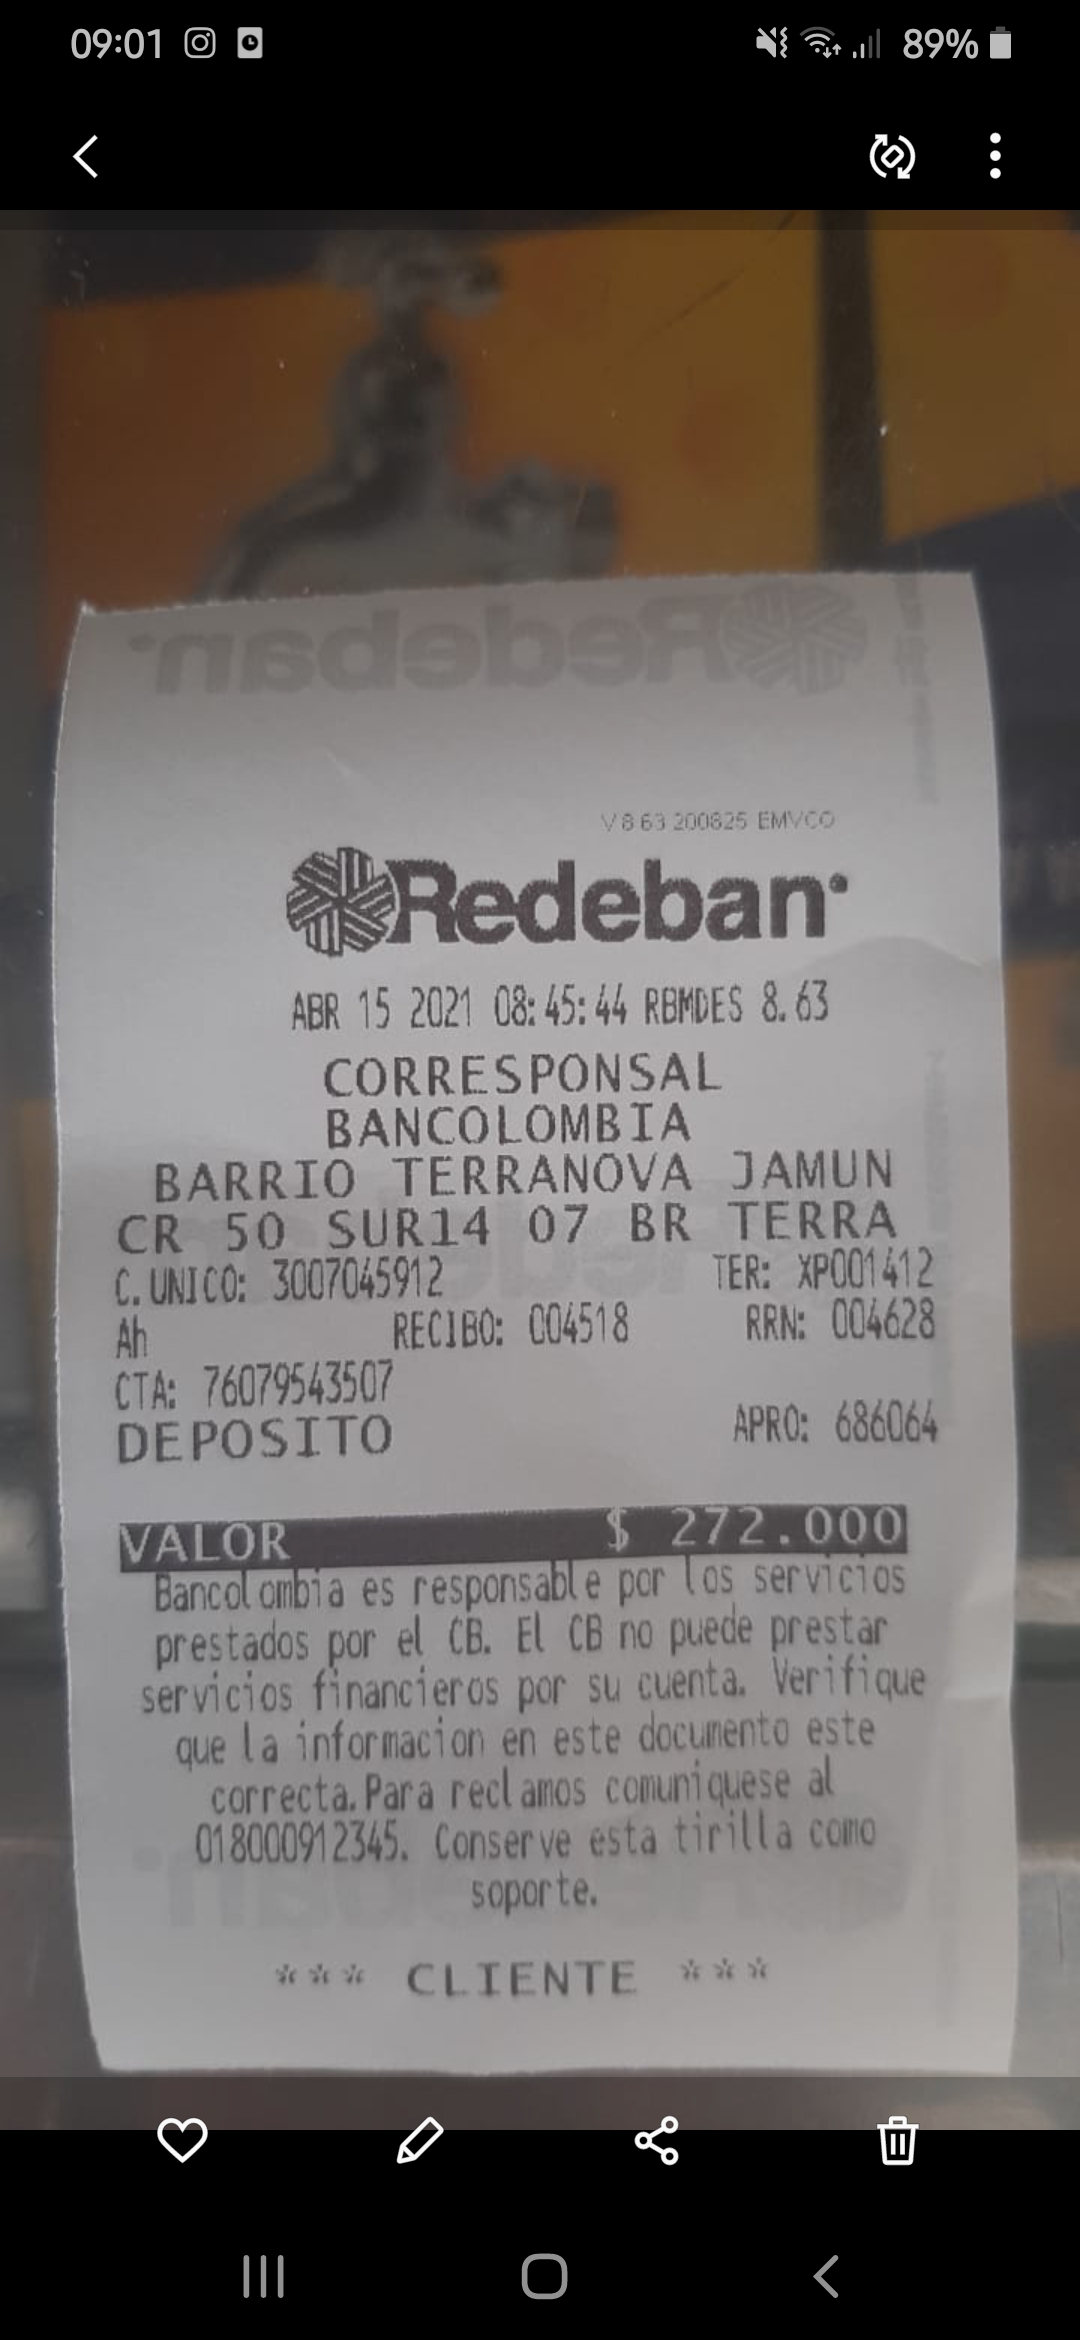 09:01
89%
V 8 63 200825 EMVCO
Redeban
ABR 15 2021 08:45:44 RBMDES 8.63
CORRESPONSAL
BANCOLOMBIA
BARRIO TERRANOVA JAMUN
CR 50 SUR14 07 BR TERRA
C. UNICO: 3007045912 TER: XP001412
Ah RECIBO: 004518 RRN: 004628
CTA: 76079543507
DEPOSITO APRO: 686064
VALOR $ 272.000
Bancolombia es responsable por los servicios
prestados por el CB. El CB no puede prestar
servicios financieros por su cuenta. Verifique
que la informacion en este documento este
correcta. Para reclamos comuniquese al
018000912345. Conserve esta tirilla como
soporte.
*** CLIENTE ***